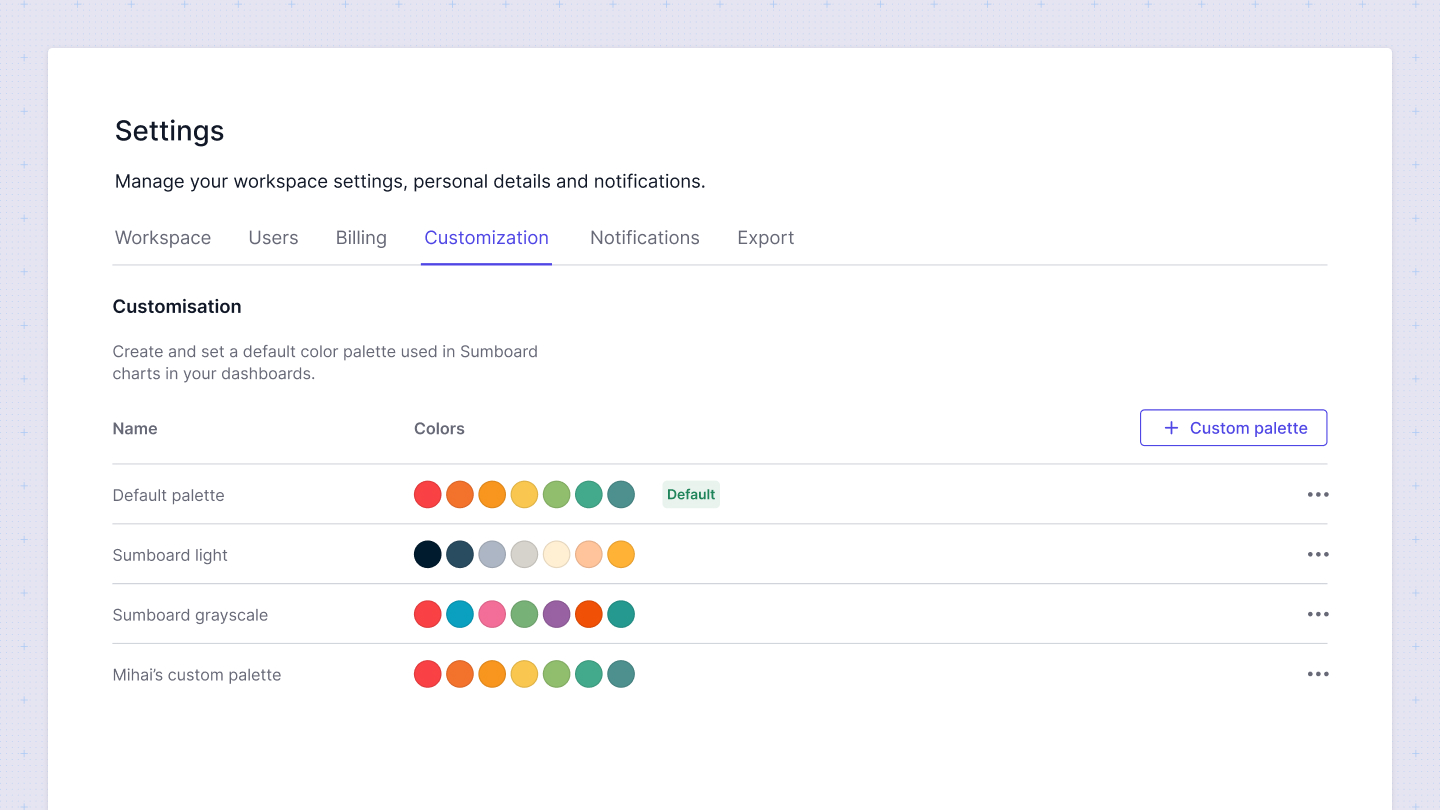 Settings
Manage your workspace settings, personal details and notifications.
Workspace Users Billing Customization Notifications Export
Customisation
Create and set a default color palette used in Sumboard
charts in your dashboards.
Name Colors + Custom palette
Default palette Default
Sumboard light
Sumboard grayscale
Mihai’s custom palette